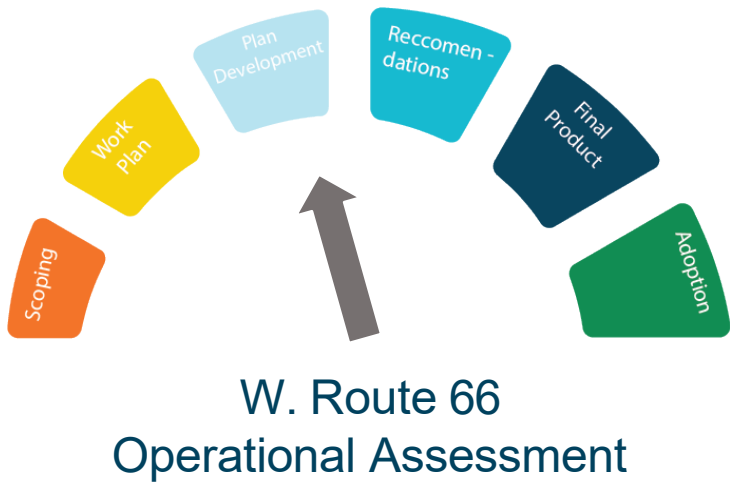 Scoping
Work
Plan
Plan
Development
Reccomen -
dations
Final
Product
Adoption
W. Route 66
Operational Assessment